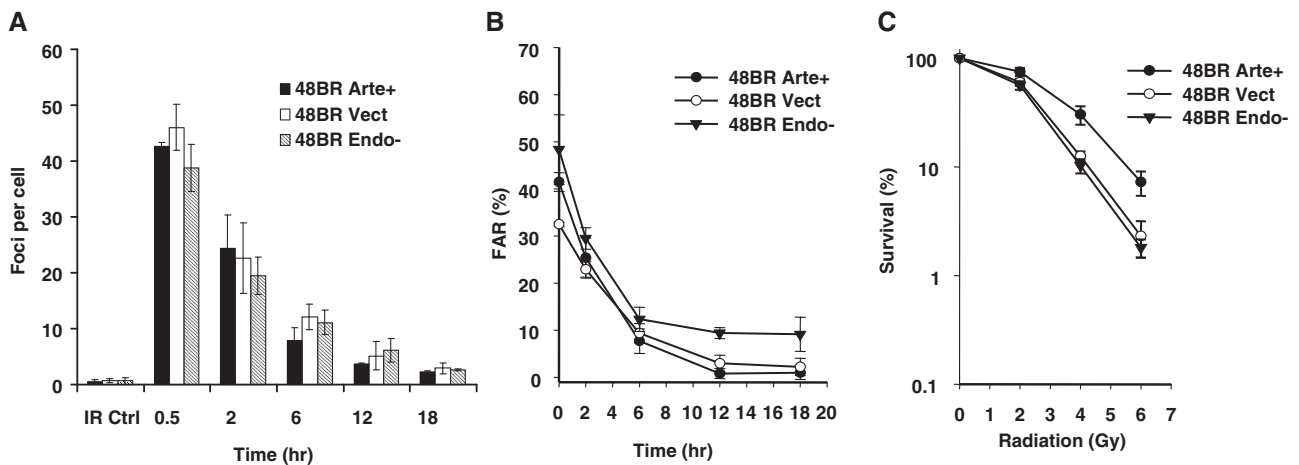 A
60
50
40
30
20
10
0
Foci per cell
48BR Arte+
48BR Vect
48BR Endo-
IR Ctrl 0.5 2 6 12 18
Time (hr)
B
70
60
50
40
30
20
10
0
FAR (%)
48BR Arte+
48BR Vect
48BR Endo-
0 2 4 6 8 10 12 14 16 18 20
Time (hr)
C
100
10
1
0.1
Survival (%)
48BR Arte+
48BR Vect
48BR Endo-
0 1 2 3 4 5 6 7
Radiation (Gy)